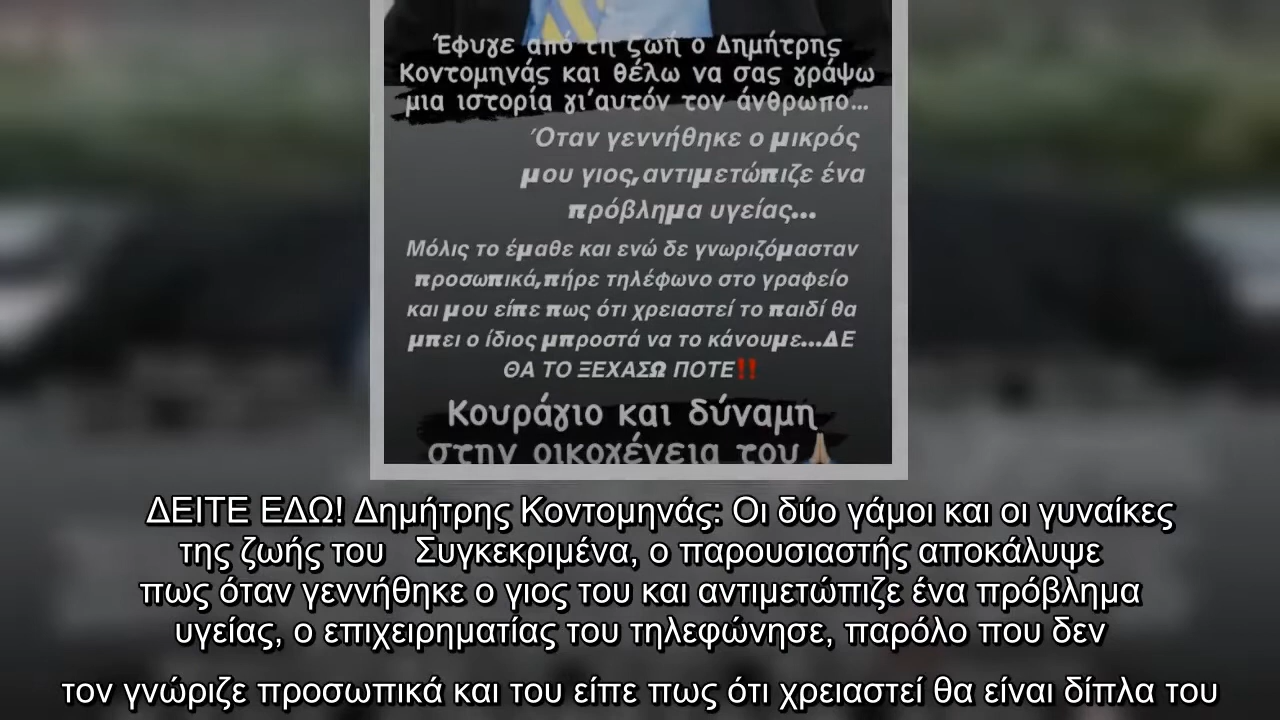 Έφυγε από τη ζωή ο Δημήτρης
Κοντομηνάς και θέλω να σας γράψω
μια ιστορία γι'αυτόν τον άνθρωπο...
Όταν γεννήθηκε ο μικρός
μου γιος,αντιμετώπιζε ένα
πρόβλημα υγείας...
Μόλις το έμαθε και ενώ δε γνωριζόμασταν
προσωπικά,πήρε τηλέφωνο στο γραφείο
και μου είπε πως ότι χρειαστεί το παιδί θα
μπει ο ίδιος μπροστά να το κάνουμε...ΔΕ
ΘΑ ΤΟ ΞΕΧΑΣΩ ΠΟΤΕ‼️
Κουράγιο και δύναμη
στην οικογένεια του 🙏🏼
ΔΕΙΤΕ ΕΔΩ! Δημήτρης Κοντομηνάς: Οι δύο γάμοι και οι γυναίκες
της ζωής του Συγκεκριμένα, ο παρουσιαστής αποκάλυψε
πως όταν γεννήθηκε ο γιος του και αντιμετώπιζε ένα πρόβλημα
υγείας, ο επιχειρηματίας του τηλεφώνησε, παρόλο που δεν
τον γνώριζε προσωπικά και του είπε πως ότι χρειαστεί θα είναι δίπλα του